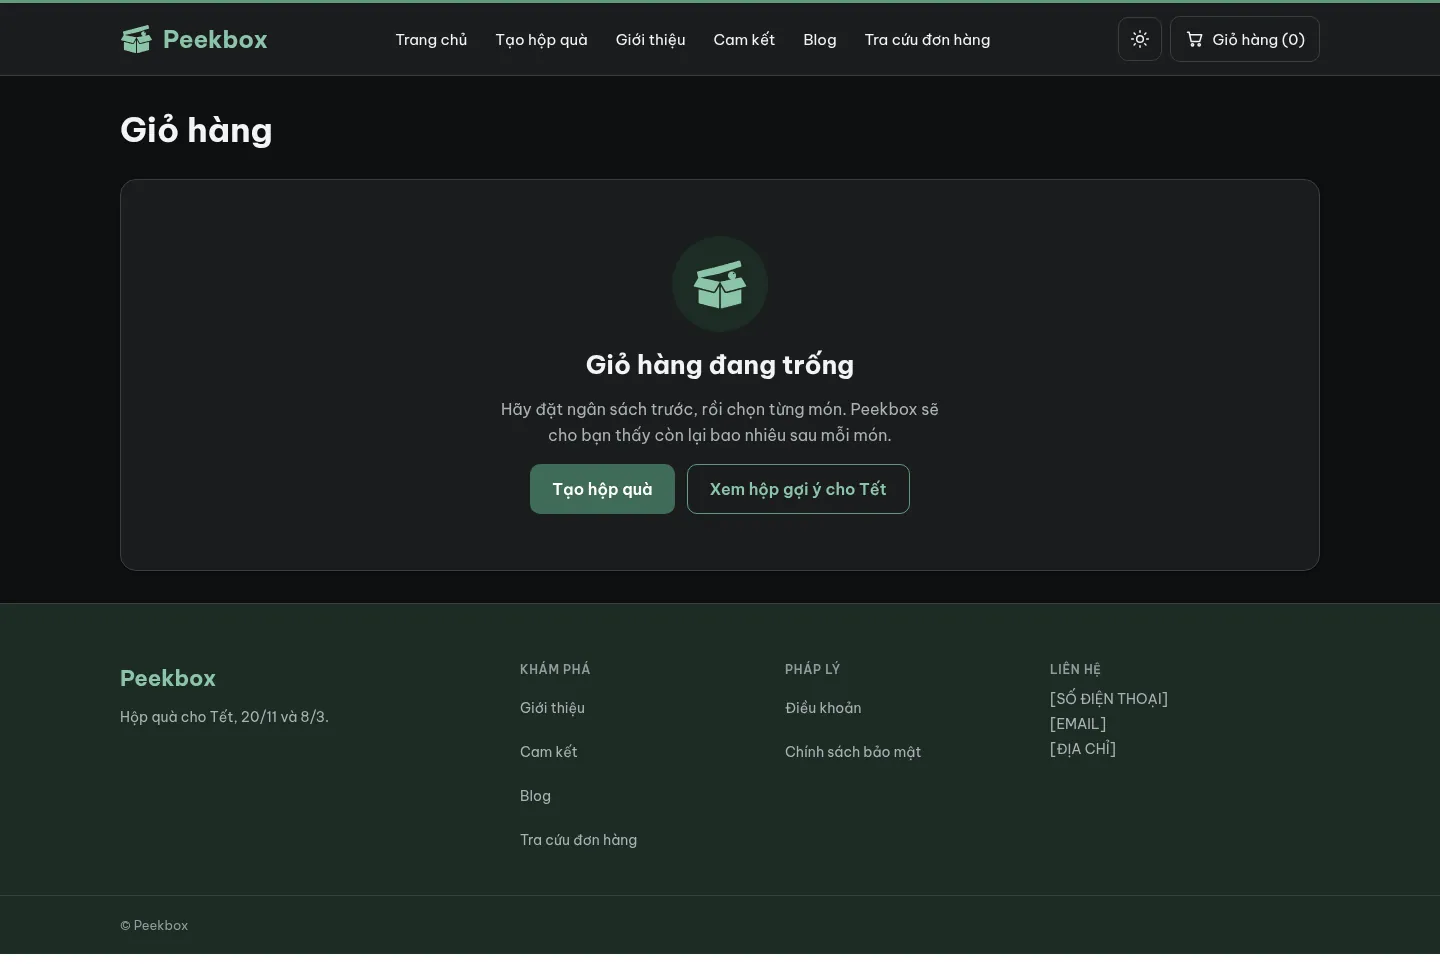 Peekbox
Trang chủ
Tạo hộp quà
Giới thiệu
Cam kết
Blog
Tra cứu đơn hàng
Giỏ hàng (0)
Giỏ hàng
Giỏ hàng đang trống
Hãy đặt ngân sách trước, rồi chọn từng món. Peekbox sẽ
cho bạn thấy còn lại bao nhiêu sau mỗi món.
Tạo hộp quà
Xem hộp gợi ý cho Tết
Peekbox
Hộp quà cho Tết, 20/11 và 8/3.
KHÁM PHÁ
Giới thiệu
Cam kết
Blog
Tra cứu đơn hàng
PHÁP LÝ
Điều khoản
Chính sách bảo mật
LIÊN HỆ
[SỐ ĐIỆN THOẠI]
[EMAIL]
[ĐỊA CHỈ]
© Peekbox